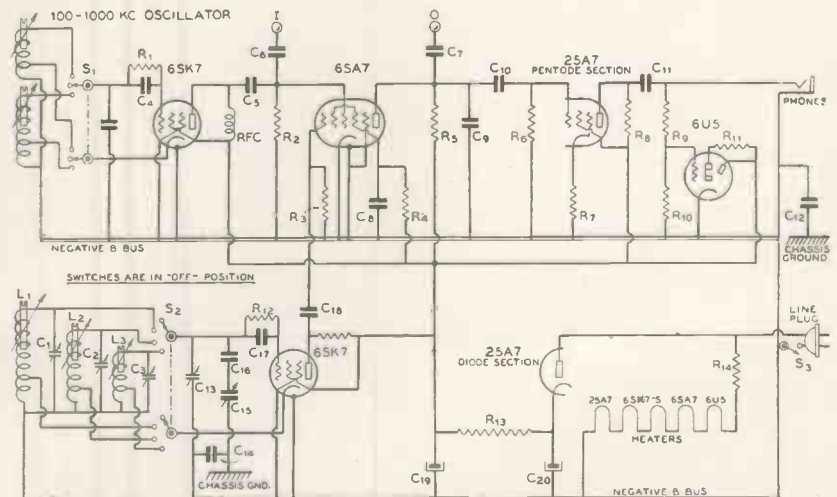 100-1000 KC OSCILLATOR
I
O
S1
R1
6SK7
C6
6SA7
C7
25A7
PENTODE SECTION
C10
C11
C4
C5
PHONES
6U5
RFC
R2
R5
C9
R6
R8
R9
R11
R3
C8
R4
R7
R10
C12
NEGATIVE B BUS
CHASSIS
GROUND
SWITCHES ARE IN "OFF" POSITION
L1
S2
C18
L2
R12
LINE
PLUG
L3
C1
C2
C3
C17
6SK7
25A7
DIODE SECTION
S3
C16
C13
C15
R14
25A7 6SK7'S 6SA7 6U5
R13
HEATERS
C14
CHASSIS GND.
C19
C20
NEGATIVE B BUS